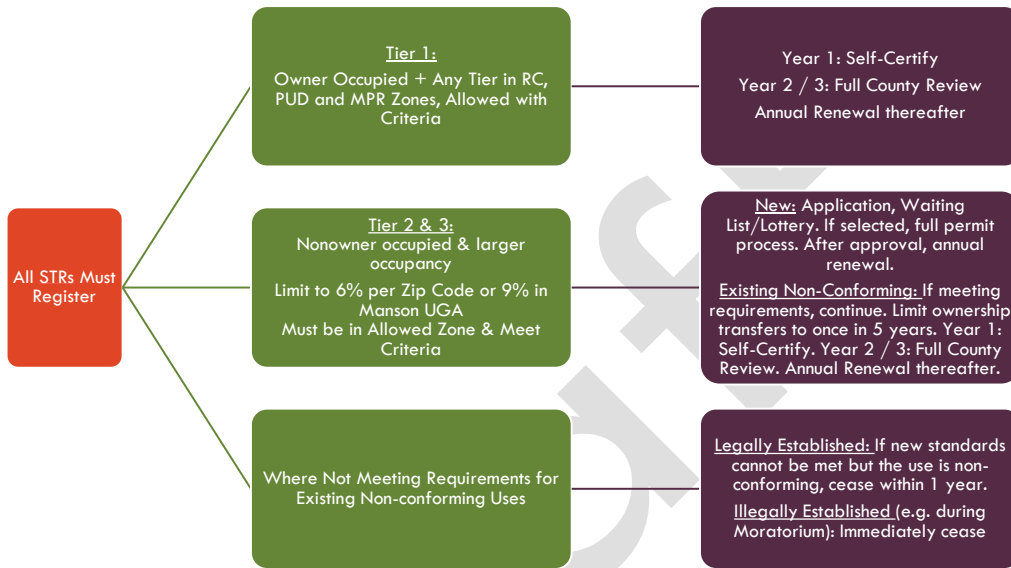 All STRs Must
Register
Tier 1:
Owner Occupied + Any Tier in RC,
PUD and MPR Zones, Allowed with
Criteria
Year 1: Self-Certify
Year 2 / 3: Full County Review
Annual Renewal thereafter
Tier 2 & 3:
Nonowner occupied & larger
occupancy
Limit to 6% per Zip Code or 9% in
Manson UGA
Must be in Allowed Zone & Meet
Criteria
New: Application, Waiting
List/Lottery. If selected, full permit
process. After approval, annual
renewal.
Existing Non-Conforming: If meeting
requirements, continue. Limit ownership
transfers to once in 5 years. Year 1:
Self-Certify. Year 2 / 3: Full County
Review. Annual Renewal thereafter.
Where Not Meeting Requirements for
Existing Non-conforming Uses
Legally Established: If new standards
cannot be met but the use is non-
conforming, cease within 1 year.
Illegally Established (e.g. during
Moratorium): Immediately cease